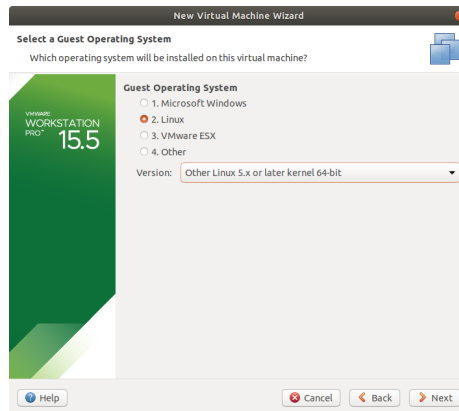 New Virtual Machine Wizard
Select a Guest Operating System
Which operating system will be installed on this virtual machine?
VMWARE
WORKSTATION
PRO™ 15.5
Guest Operating System
1. Microsoft Windows
2. Linux
3. VMware ESX
4. Other
Version: Other Linux 5.x or later kernel 64-bit
Help Cancel Back Next